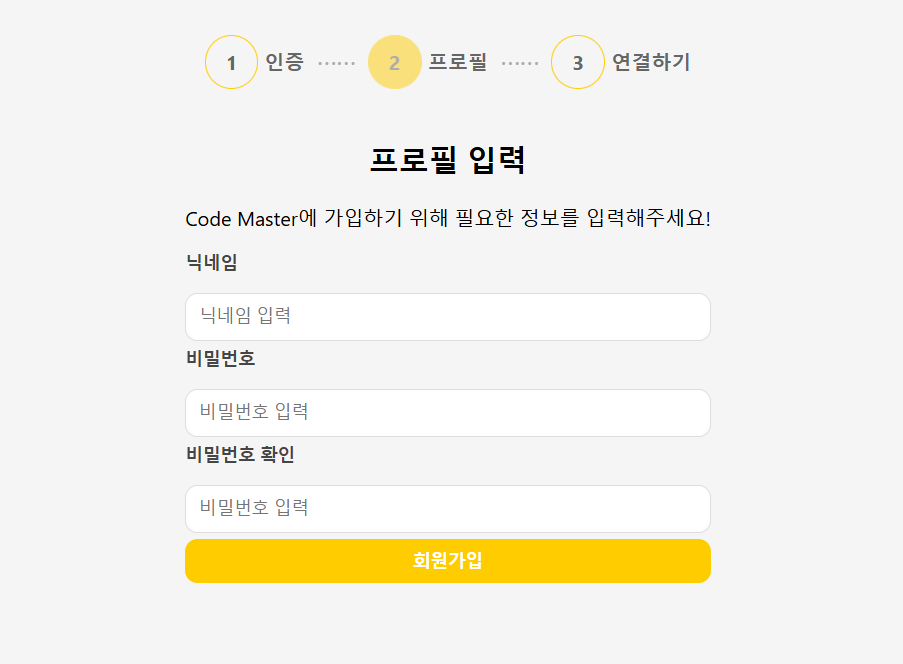 1 인증 ······ 2 프로필 ······ 3 연결하기
프로필 입력
Code Master에 가입하기 위해 필요한 정보를 입력해주세요!
닉네임
닉네임 입력
비밀번호
비밀번호 입력
비밀번호 확인
비밀번호 입력
회원가입